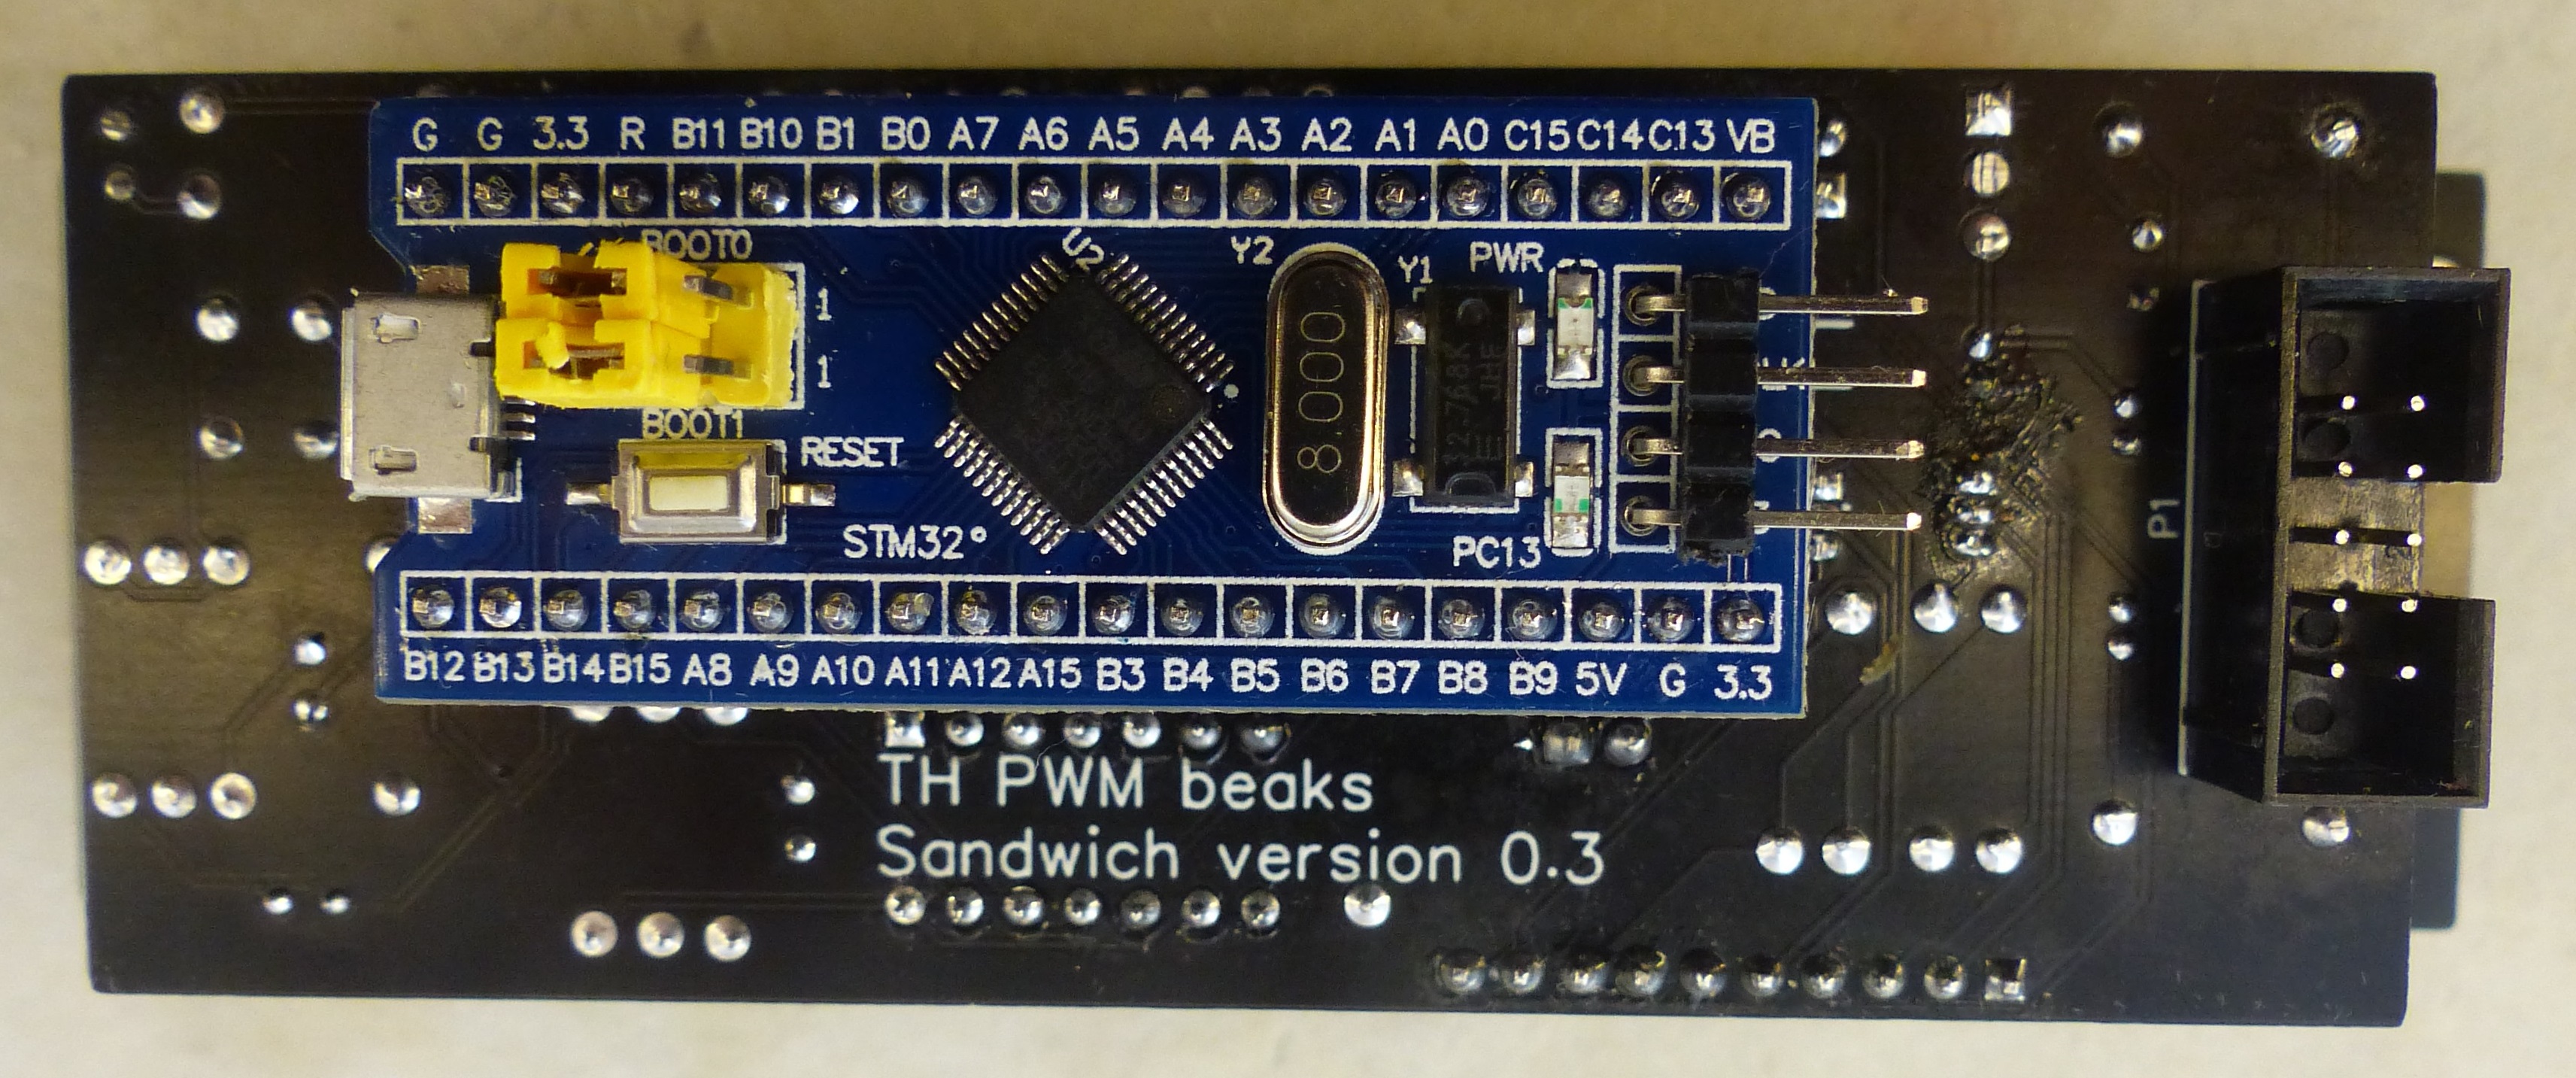 G G 3.3 R B11 B10 B1 B0 A7 A6 A5 A4 A3 A2 A1 A0 C15 C14 C13 VB
BOOT0
U2
Y2
Y1
PWR
1
1
8.000
BOOT1
RESET
STM32
PC13
P1
B12 B13 B14 B15 A8 A9 A10 A11 A12 A15 B3 B4 B5 B6 B7 B8 B9 5V G 3.3
TH PWM beaks
Sandwich version 0.3